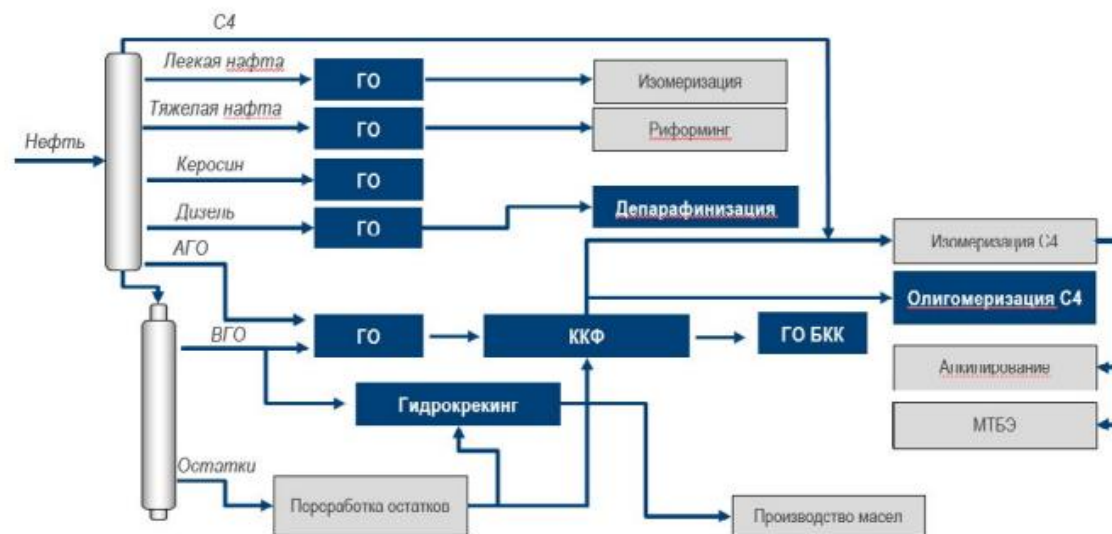 С4
Легкая нафта
ГО
Изомеризация
Тяжелая нафта
ГО
Риформинг
Нефть
Керосин
ГО
Дизель
ГО
Депарафинизация
АГО
Изомеризация С4
Олигомеризация С4
ВГО
ГО
ККФ
ГО БКК
Алкилирование
Гидрокрекинг
МТБЭ
Остатки
Переработка остатков
Производство масел